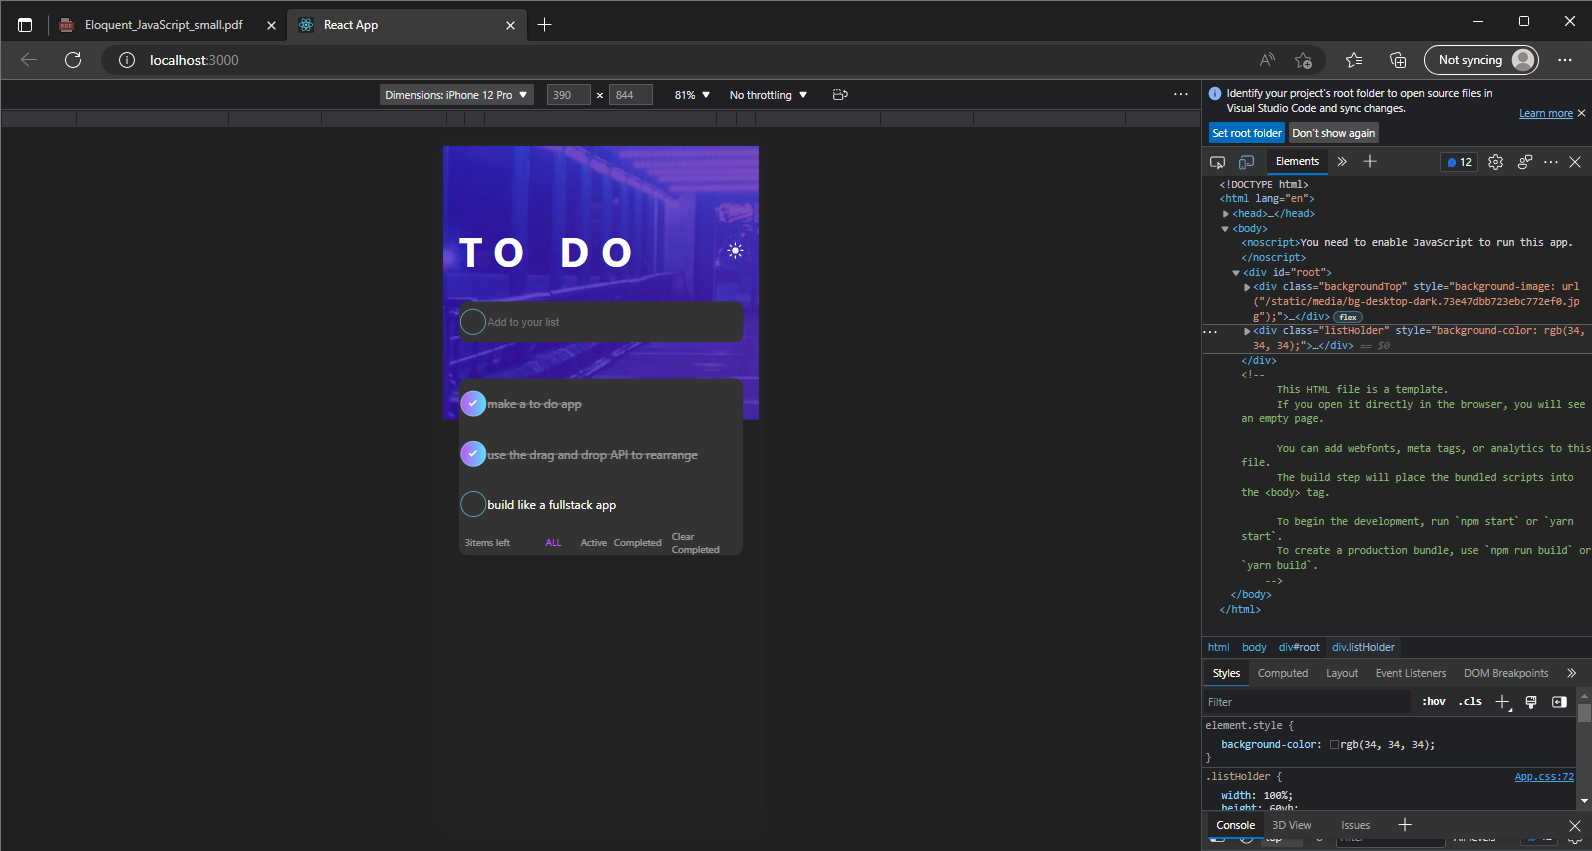 Eloquent_JavaScript_small.pdf
React App
localhost:3000
Not syncing
Dimensions: iPhone 12 Pro ▼ 390 × 844 81% ▼ No throttling ▼
TO DO
Add to your list
make a to do app
use the drag and drop API to rearrange
build like a fullstack app
3items left ALL Active Completed Clear Completed
Identify your project's root folder to open source files in
Visual Studio Code and sync changes.
Learn more
Set root folder Don't show again
Elements 12
<!DOCTYPE html>
<html lang="en">
<head>…</head>
<body>
<noscript>You need to enable JavaScript to run this app.
</noscript>
<div id="root">
<div class="backgroundTop" style="background-image: url
("/static/media/bg-desktop-dark.73e47dbb723ebc772ef0.jp
g");">…</div> flex
<div class="listHolder" style="background-color: rgb(34,
34, 34);">…</div> == $0
</div>
<!--
This HTML file is a template.
If you open it directly in the browser, you will see
an empty page.
You can add webfonts, meta tags, or analytics to this
file.
The build step will place the bundled scripts into
the <body> tag.
To begin the development, run `npm start` or `yarn
start`.
To create a production bundle, use `npm run build` or
`yarn build`.
-->
</body>
</html>
html body div#root div.listHolder
Styles Computed Layout Event Listeners DOM Breakpoints
Filter :hov .cls
element.style {
background-color: rgb(34, 34, 34);
}
.listHolder { App.css:72
width: 100%;
height: 60vh;
Console 3D View Issues